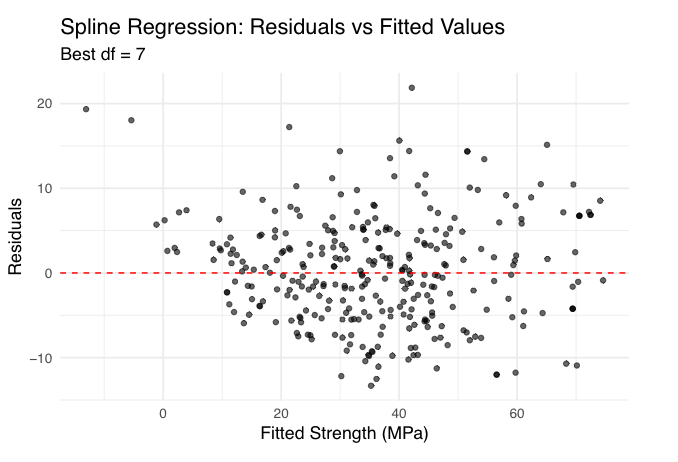 Spline Regression: Residuals vs Fitted Values
Best df = 7
20
10
0
−10
Residuals
0
20
40
60
Fitted Strength (MPa)